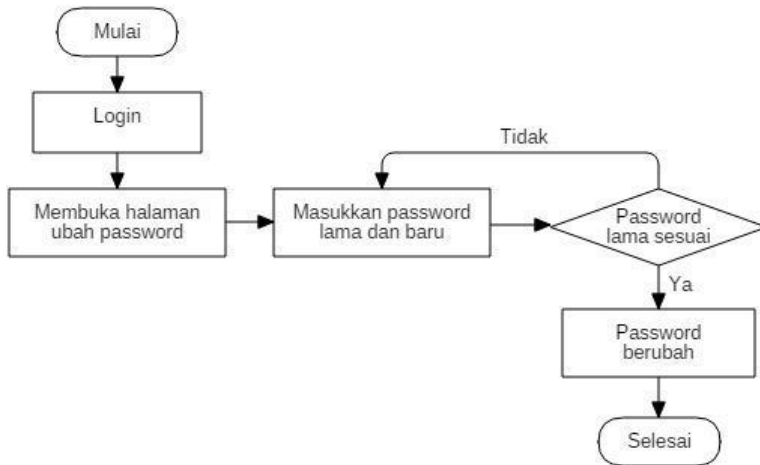 Mulai
Login
Membuka halaman
ubah password
Masukkan password
lama dan baru
Tidak
Password
lama sesuai
Ya
Password
berubah
Selesai